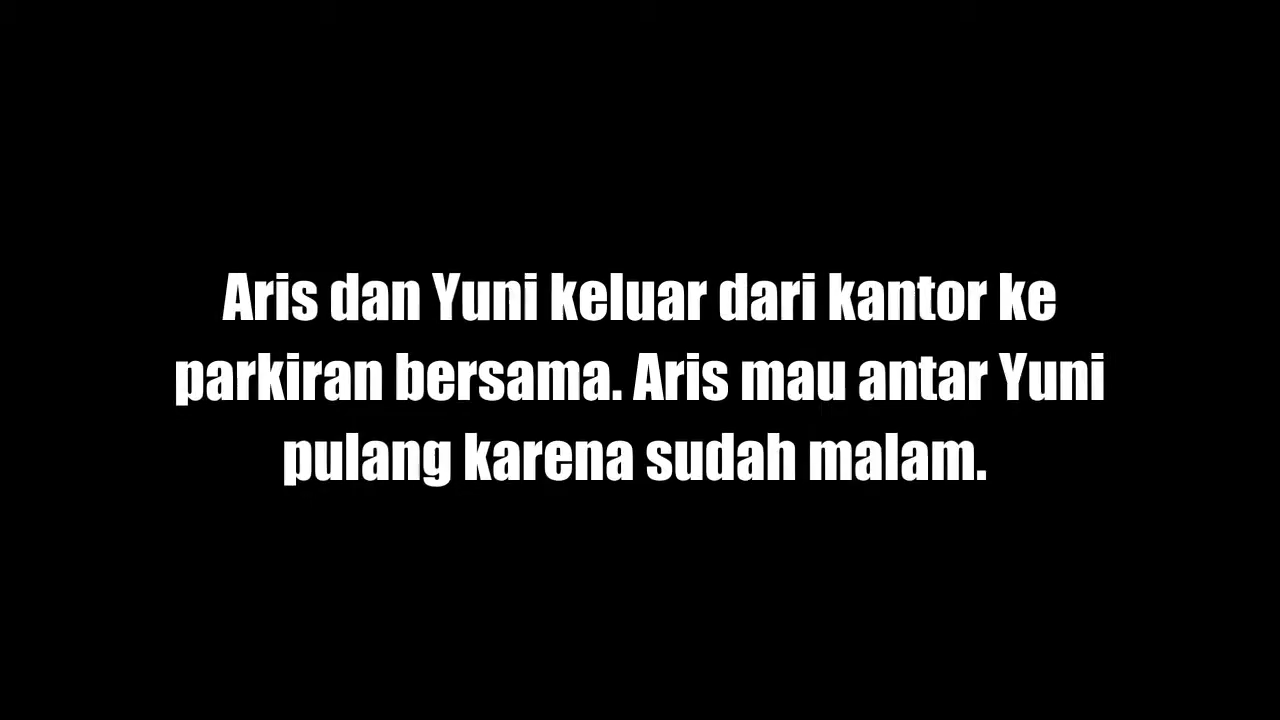 Aris dan Yuni keluar dari kantor ke
parkiran bersama. Aris mau antar Yuni
pulang karena sudah malam.